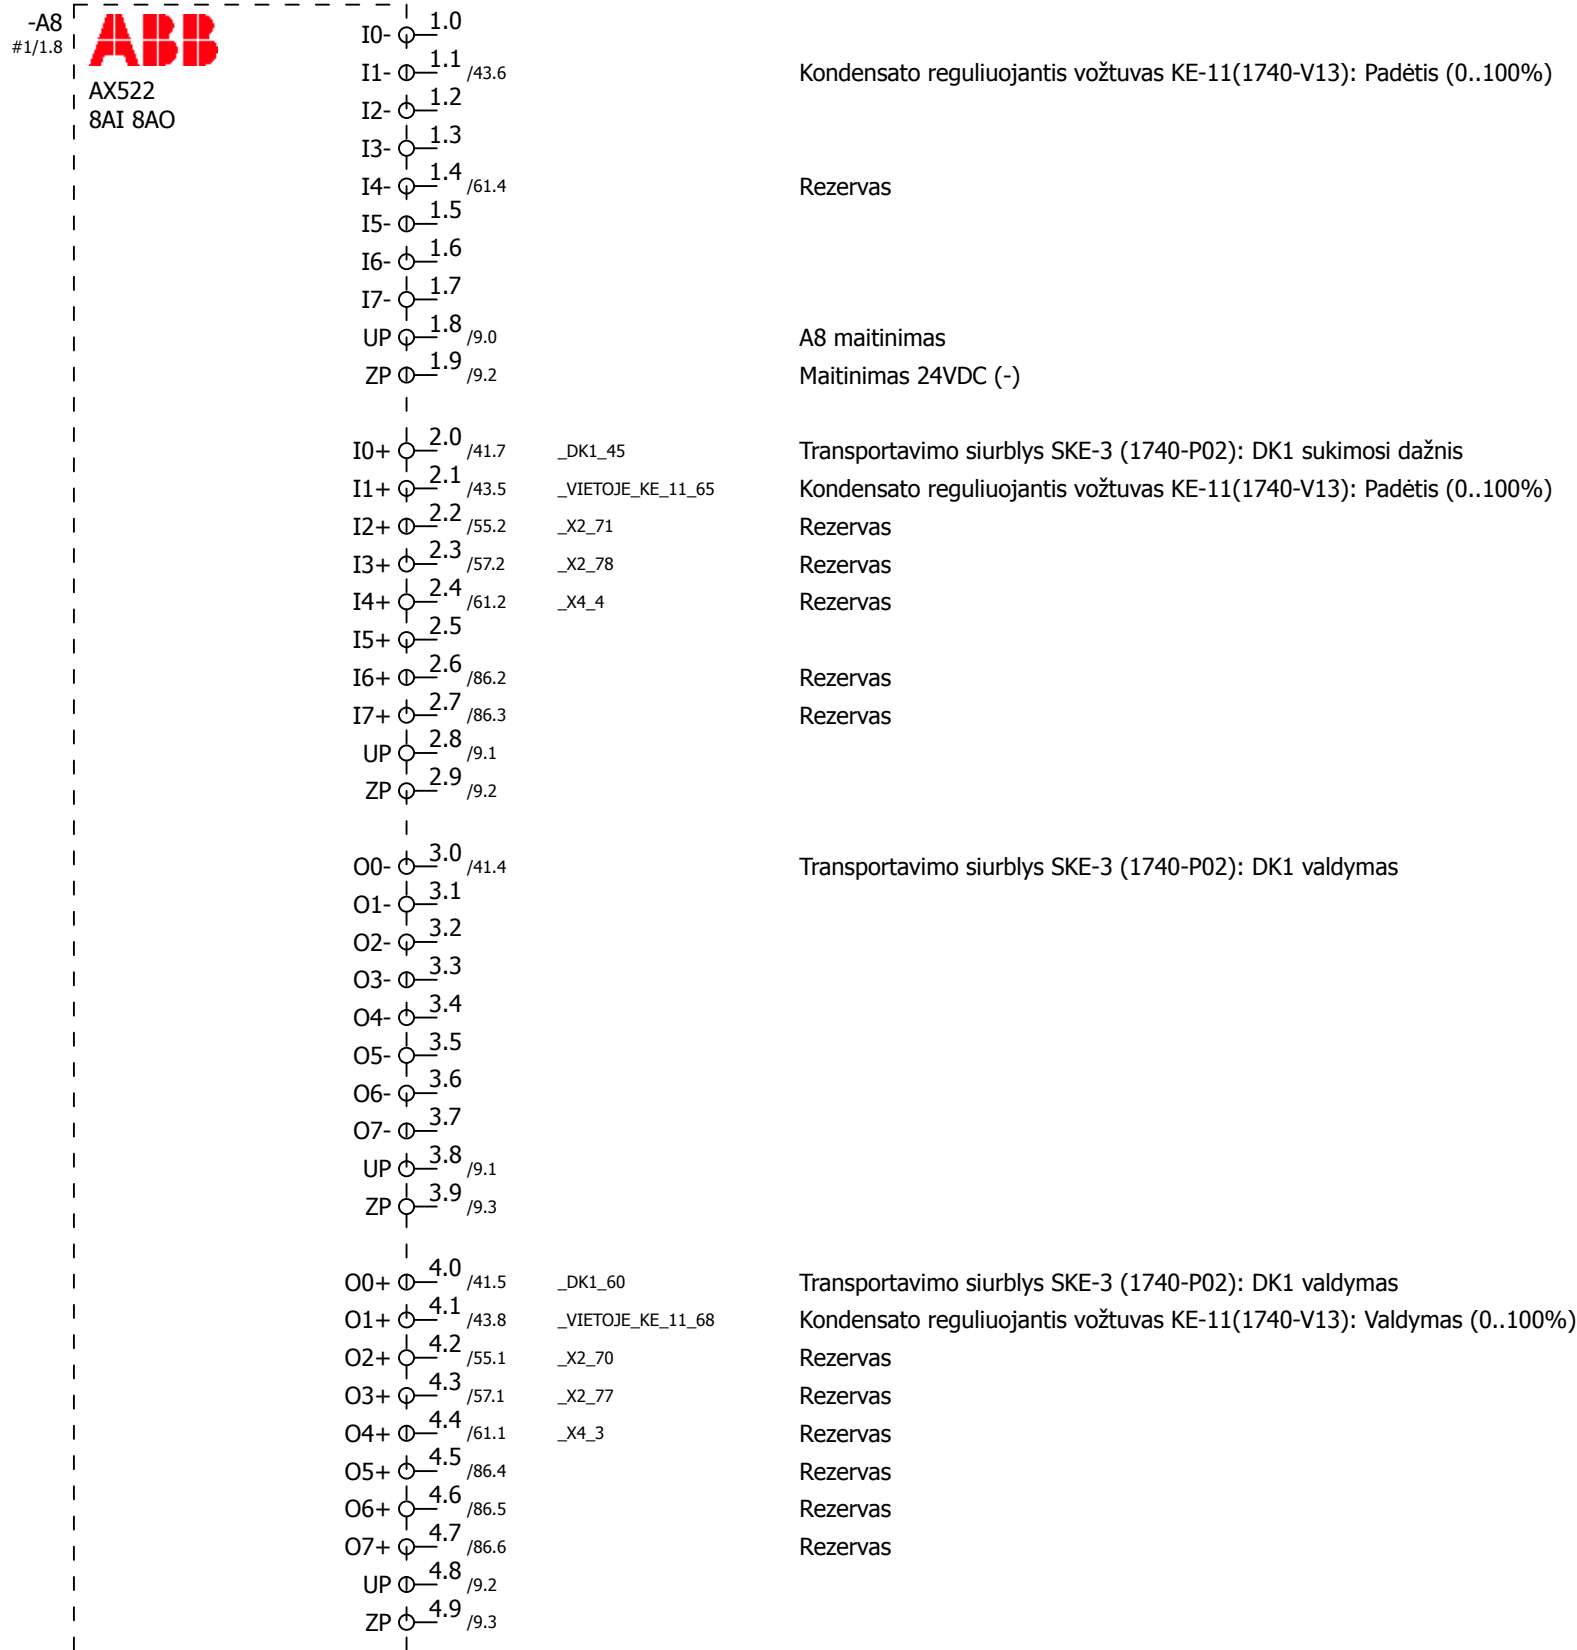 -A8
#1/1.8
ABB
AX522
8AI 8AO
I0- 1.0
I1- 1.1 /43.6 Kondensato reguliuojantis vožtuvas KE-11(1740-V13): Padėtis (0..100%)
I2- 1.2
I3- 1.3
I4- 1.4 /61.4 Rezervas
I5- 1.5
I6- 1.6
I7- 1.7
UP 1.8 /9.0 A8 maitinimas
ZP 1.9 /9.2 Maitinimas 24VDC (-)
I0+ 2.0 /41.7 _DK1_45 Transportavimo siurblys SKE-3 (1740-P02): DK1 sukimosi dažnis
I1+ 2.1 /43.5 _VIETOJE_KE_11_65 Kondensato reguliuojantis vožtuvas KE-11(1740-V13): Padėtis (0..100%)
I2+ 2.2 /55.2 _X2_71 Rezervas
I3+ 2.3 /57.2 _X2_78 Rezervas
I4+ 2.4 /61.2 _X4_4 Rezervas
I5+ 2.5
I6+ 2.6 /86.2 Rezervas
I7+ 2.7 /86.3 Rezervas
UP 2.8 /9.1
ZP 2.9 /9.2
O0- 3.0 /41.4 Transportavimo siurblys SKE-3 (1740-P02): DK1 valdymas
O1- 3.1
O2- 3.2
O3- 3.3
O4- 3.4
O5- 3.5
O6- 3.6
O7- 3.7
UP 3.8 /9.1
ZP 3.9 /9.3
O0+ 4.0 /41.5 _DK1_60 Transportavimo siurblys SKE-3 (1740-P02): DK1 valdymas
O1+ 4.1 /43.8 _VIETOJE_KE_11_68 Kondensato reguliuojantis vožtuvas KE-11(1740-V13): Valdymas (0..100%)
O2+ 4.2 /55.1 _X2_70 Rezervas
O3+ 4.3 /57.1 _X2_77 Rezervas
O4+ 4.4 /61.1 _X4_3 Rezervas
O5+ 4.5 /86.4 Rezervas
O6+ 4.6 /86.5 Rezervas
O7+ 4.7 /86.6 Rezervas
UP 4.8 /9.2
ZP 4.9 /9.3